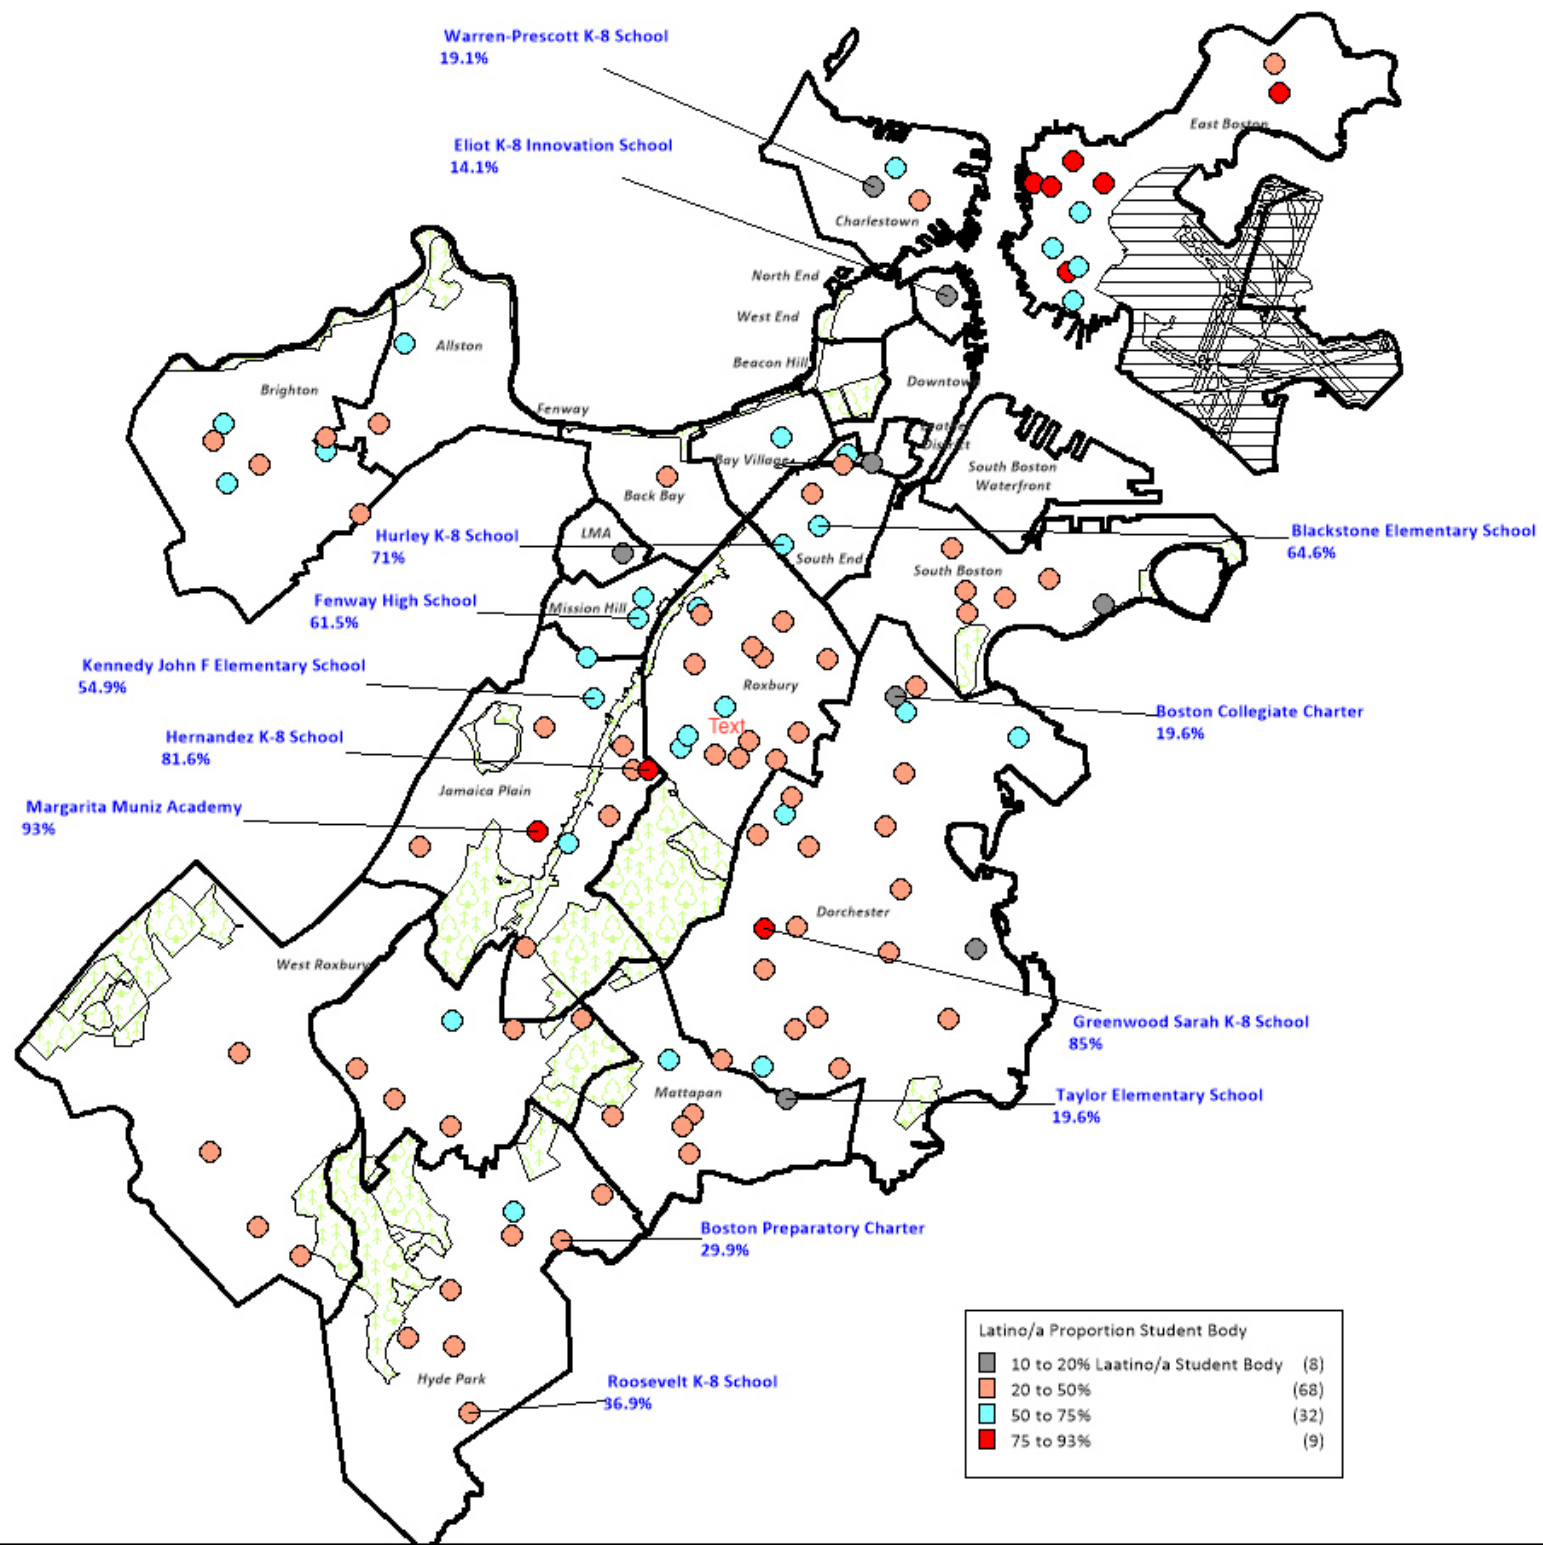 Warren-Prescott K-8 School
19.1%
Eliot K-8 Innovation School
14.1%
East Boston
Charlestown
North End
West End
Beacon Hill
Downtown
Allston
Brighton
Fenway
District
Bay Village
South Boston
Waterfront
Back Bay
LMA
Hurley K-8 School
71%
South End
South Boston
Blackstone Elementary School
64.6%
Fenway High School
61.5%
Mission Hill
Kennedy John F Elementary School
54.9%
Roxbury
Text
Boston Collegiate Charter
19.6%
Hernandez K-8 School
81.6%
Jamaica Plain
Margarita Muniz Academy
93%
Dorchester
West Roxbury
Greenwood Sarah K-8 School
85%
Mattapan
Taylor Elementary School
19.6%
Boston Preparatory Charter
29.9%
Hyde Park
Roosevelt K-8 School
36.9%
Latino/a Proportion Student Body
10 to 20% Laatino/a Student Body (8)
20 to 50% (68)
50 to 75% (32)
75 to 93% (9)